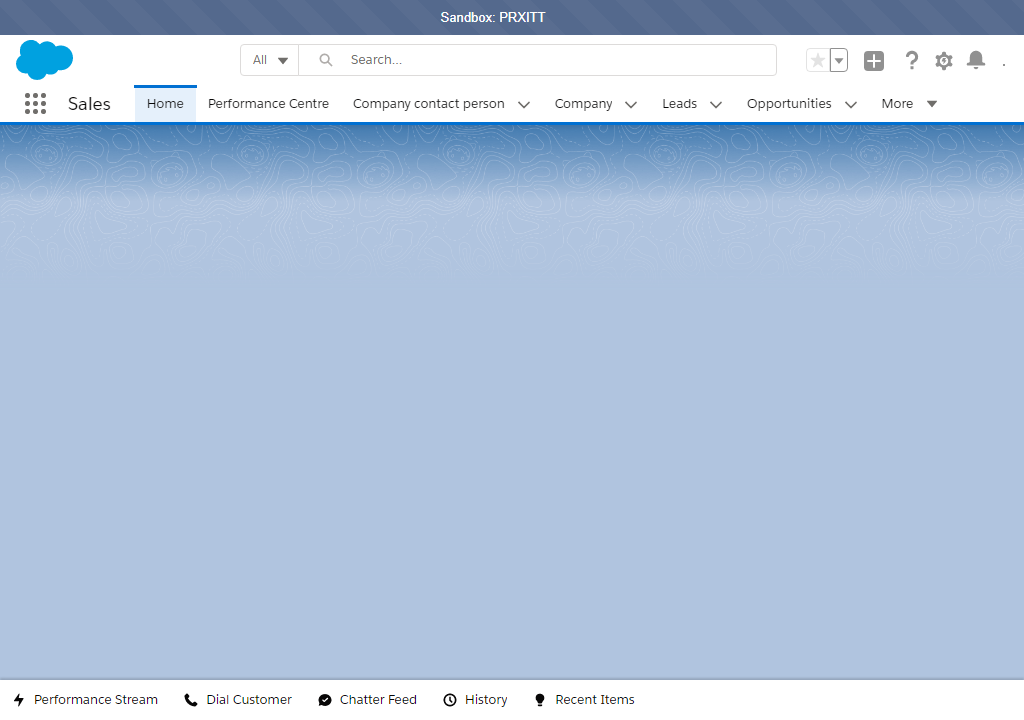 Sandbox: PRXITT
All Search...
Sales Home Performance Centre Company contact person Company Leads Opportunities More
Performance Stream Dial Customer Chatter Feed History Recent Items